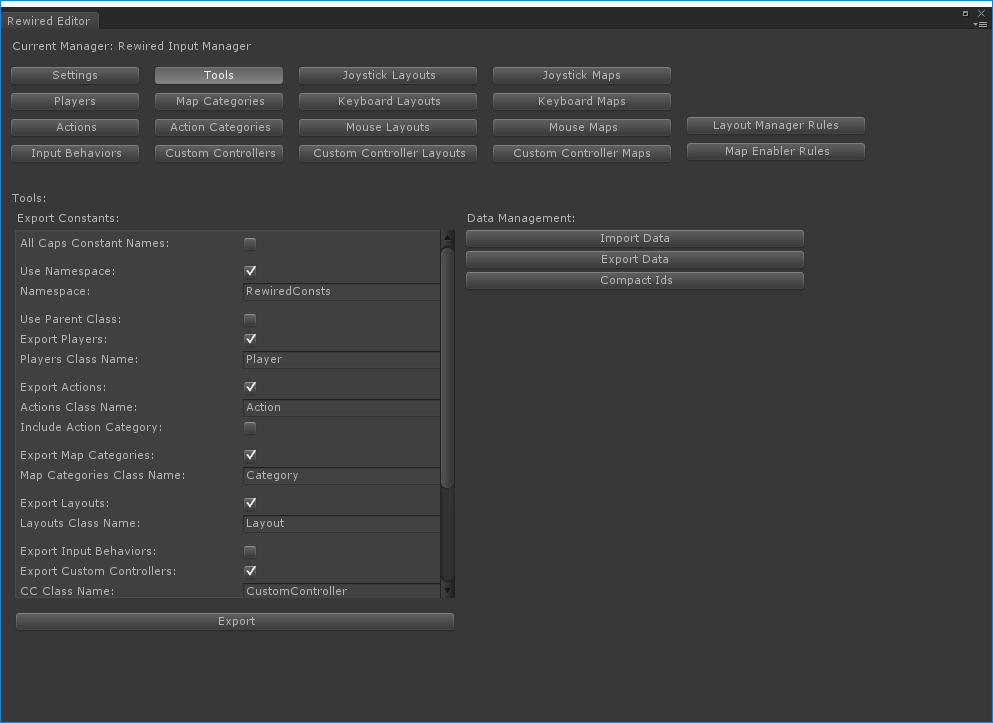 Rewired Editor
Current Manager: Rewired Input Manager
Settings Tools Joystick Layouts Joystick Maps
Players Map Categories Keyboard Layouts Keyboard Maps
Actions Action Categories Mouse Layouts Mouse Maps Layout Manager Rules
Input Behaviors Custom Controllers Custom Controller Layouts Custom Controller Maps Map Enabler Rules
Tools:
Export Constants: Data Management:
All Caps Constant Names: Import Data
Export Data
Use Namespace: Compact Ids
Namespace: RewiredConsts
Use Parent Class:
Export Players:
Players Class Name: Player
Export Actions:
Actions Class Name: Action
Include Action Category:
Export Map Categories:
Map Categories Class Name: Category
Export Layouts:
Layouts Class Name: Layout
Export Input Behaviors:
Export Custom Controllers:
CC Class Name: CustomController
Export